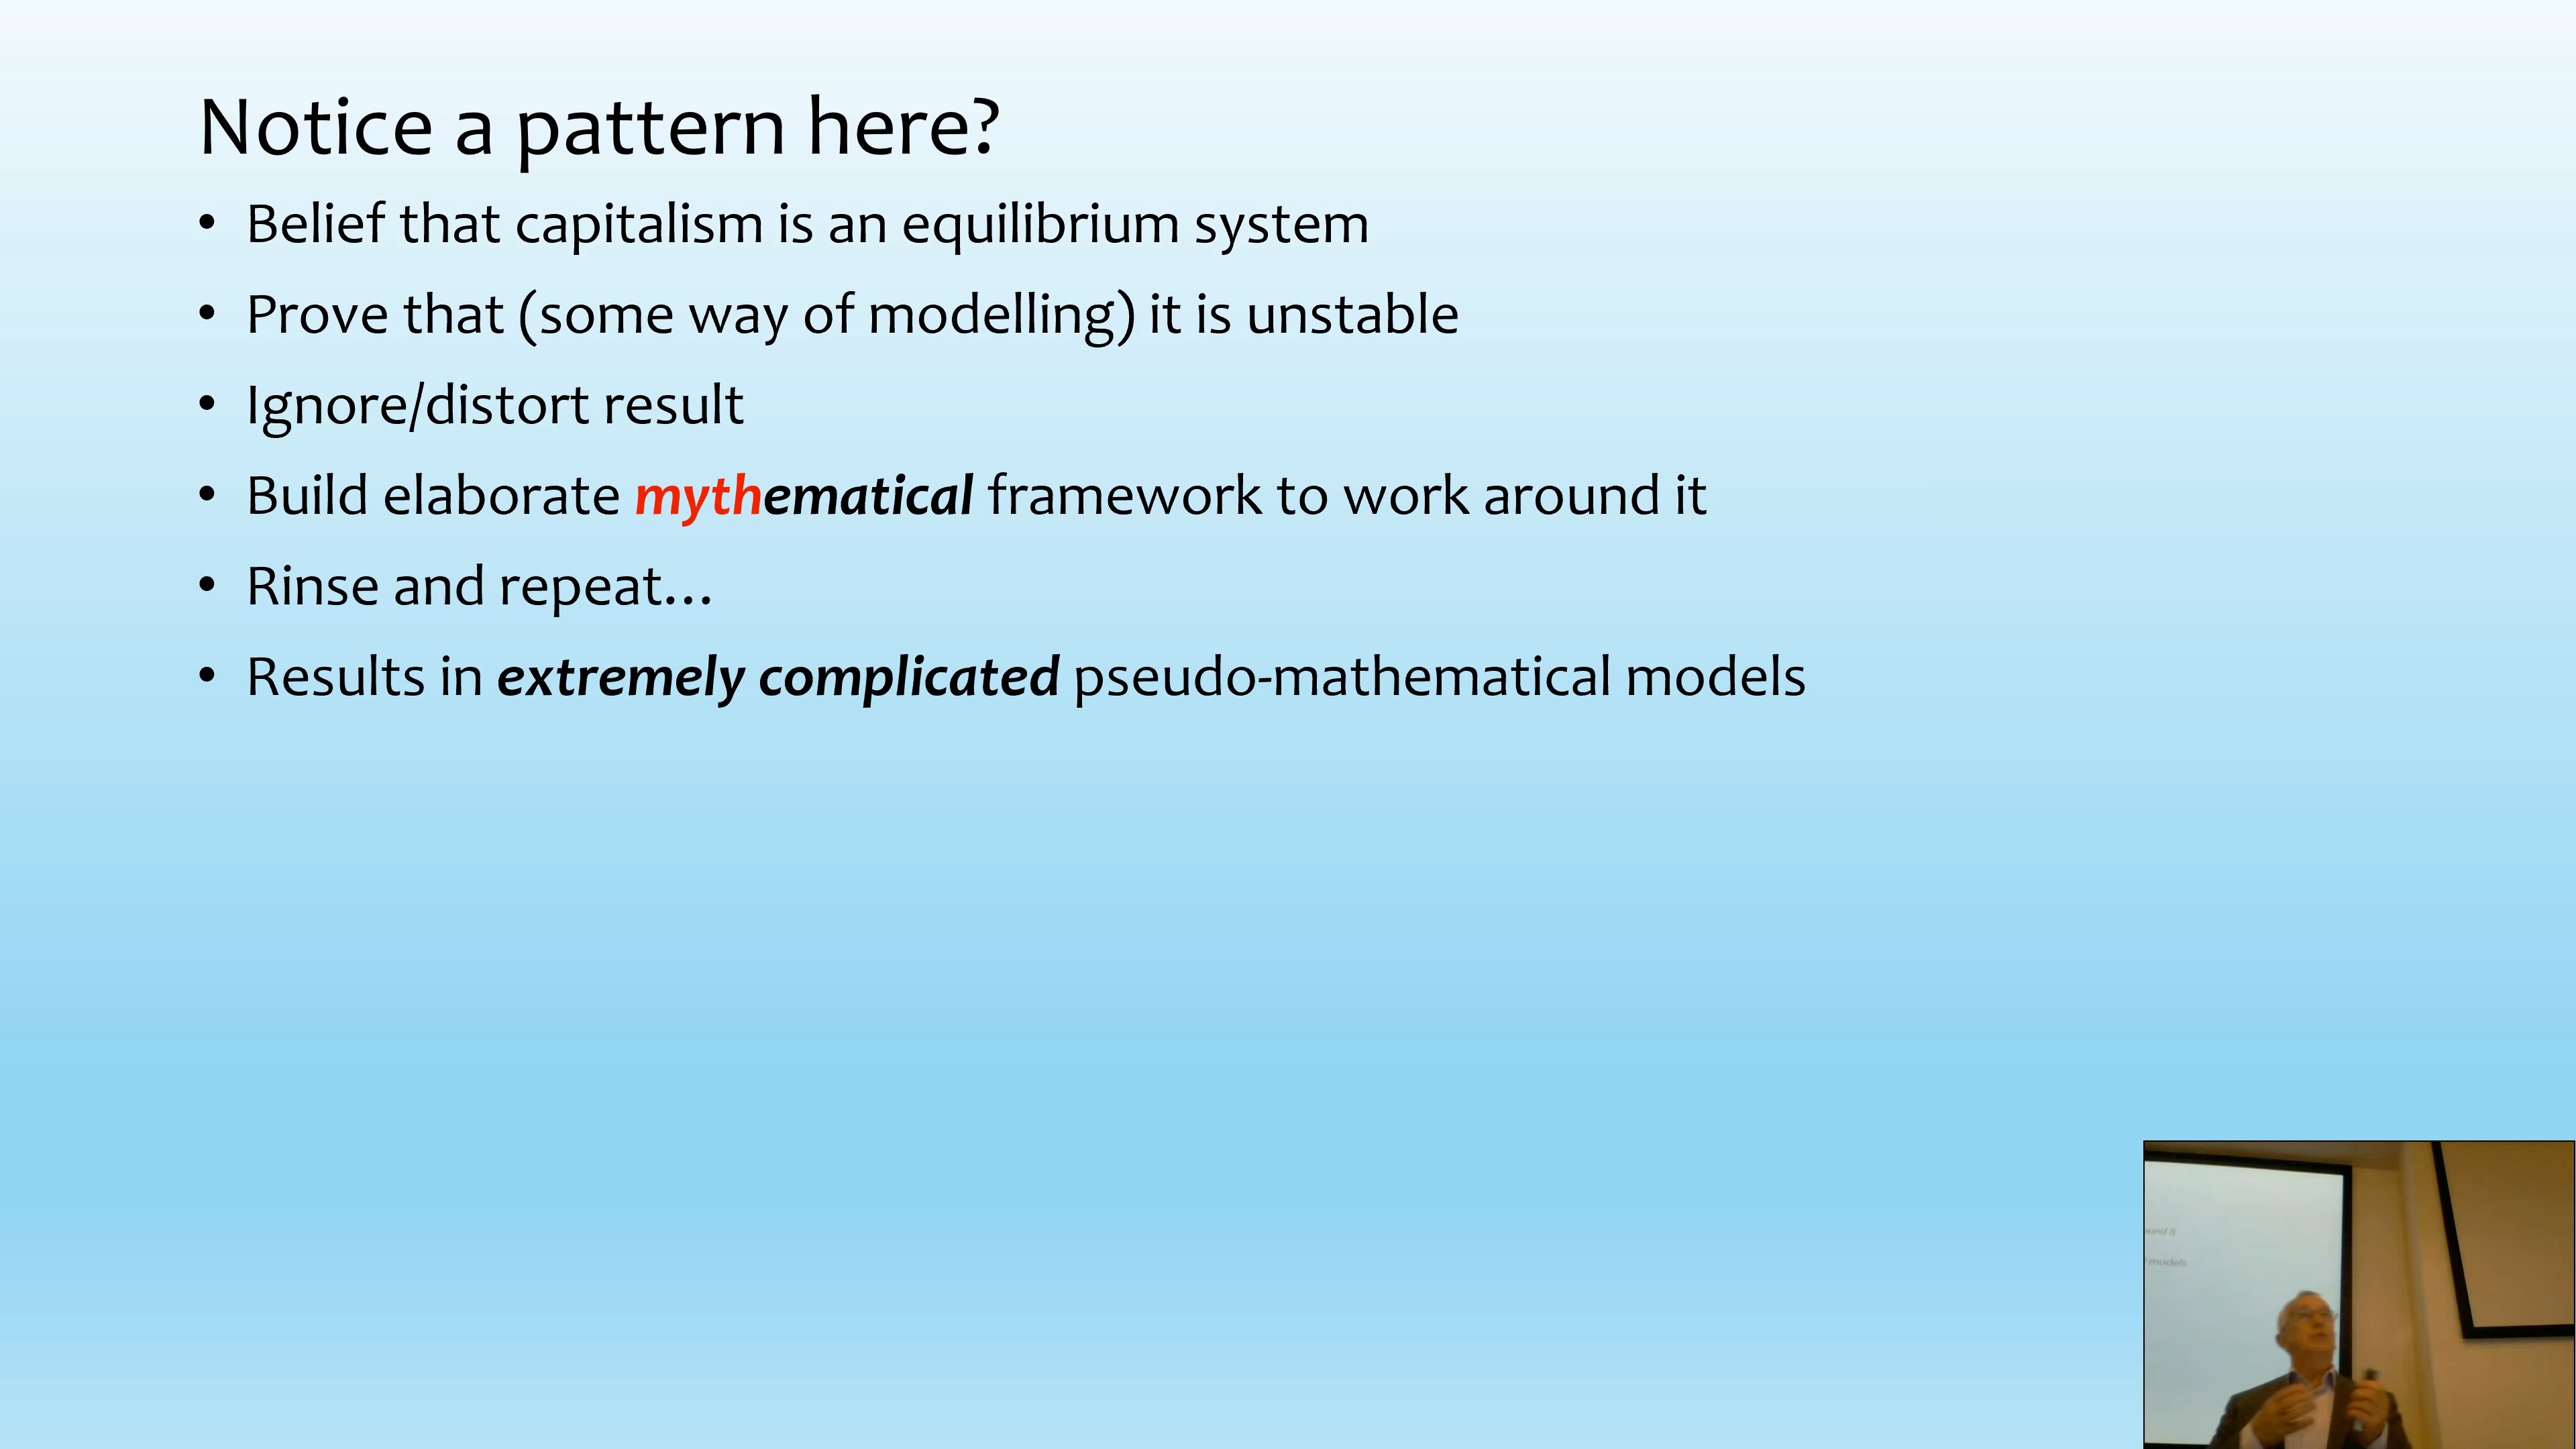 Notice a pattern here?
• Belief that capitalism is an equilibrium system
• Prove that (some way of modelling) it is unstable
• Ignore/distort result
• Build elaborate mythematical framework to work around it
• Rinse and repeat…
• Results in extremely complicated pseudo-mathematical models
models